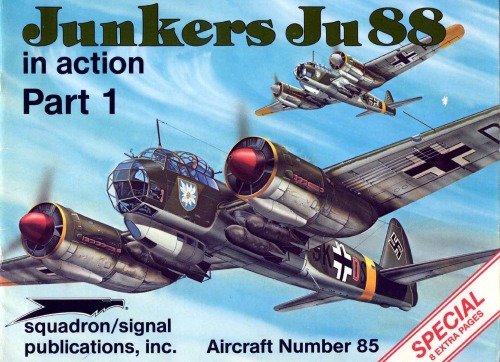 Junkers Ju 88
in action
Part 1
squadron/signal
publications, inc.
Aircraft Number 85
SPECIAL
8 EXTRA PAGES